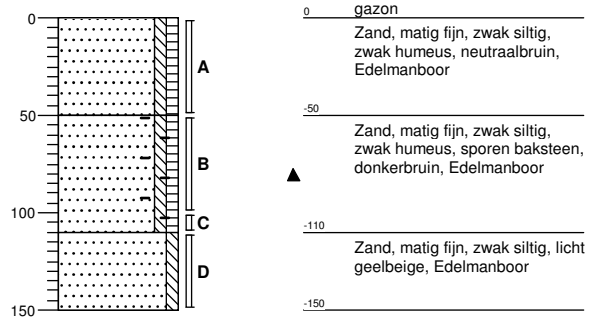 0
50
100
150
A
B
C
D
0 gazon
Zand, matig fijn, zwak siltig,
zwak humeus, neutraalbruin,
Edelmanboor
-50
Zand, matig fijn, zwak siltig,
zwak humeus, sporen baksteen,
donkerbruin, Edelmanboor
-110
Zand, matig fijn, zwak siltig, licht
geelbeige, Edelmanboor
-150